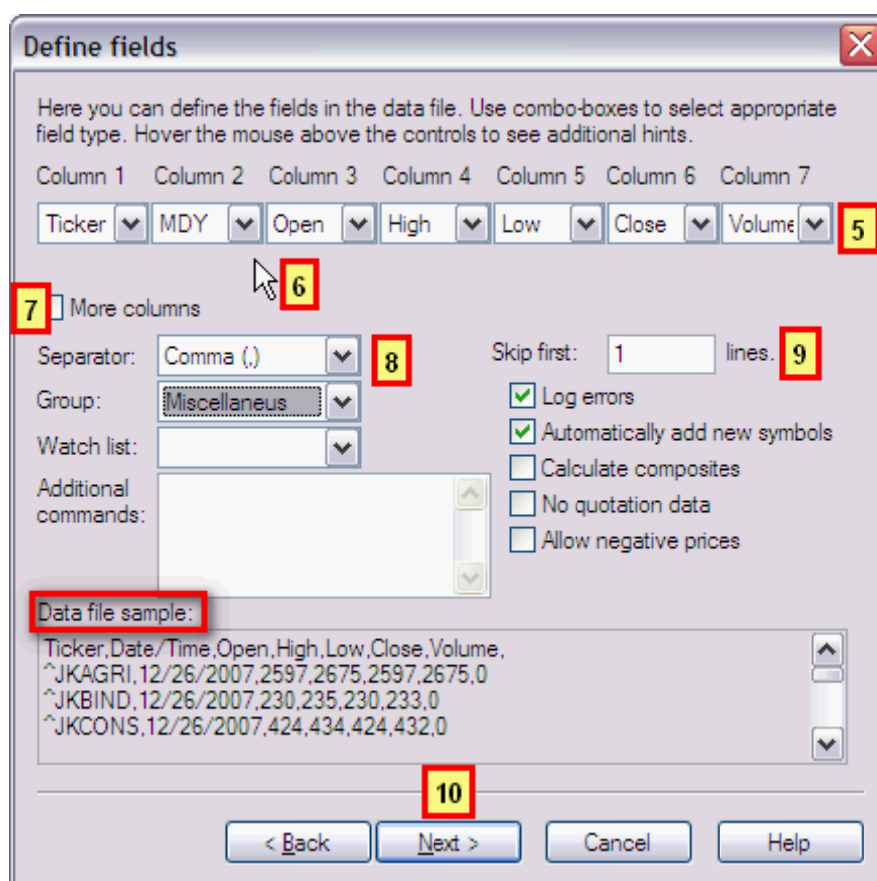 Define fields
Here you can define the fields in the data file. Use combo-boxes to select appropriate
field type. Hover the mouse above the controls to see additional hints.
Column 1 Column 2 Column 3 Column 4 Column 5 Column 6 Column 7
Ticker MDY Open High Low Close Volume 5
6
7 More columns
Separator: Comma (,) 8 Skip first: 1 lines. 9
Group: Miscellaneus Log errors
Automatically add new symbols
Watch list: Calculate composites
Additional
commands:
No quotation data
Allow negative prices
Data file sample:
Ticker,Date/Time,Open,High,Low,Close,Volume,
^JKAGRI,12/26/2007,2597,2675,2597,2675,0
^JKBIND,12/26/2007,230,235,230,233,0
^JKCONS,12/26/2007,424,434,424,432,0
10
< Back Next > Cancel Help